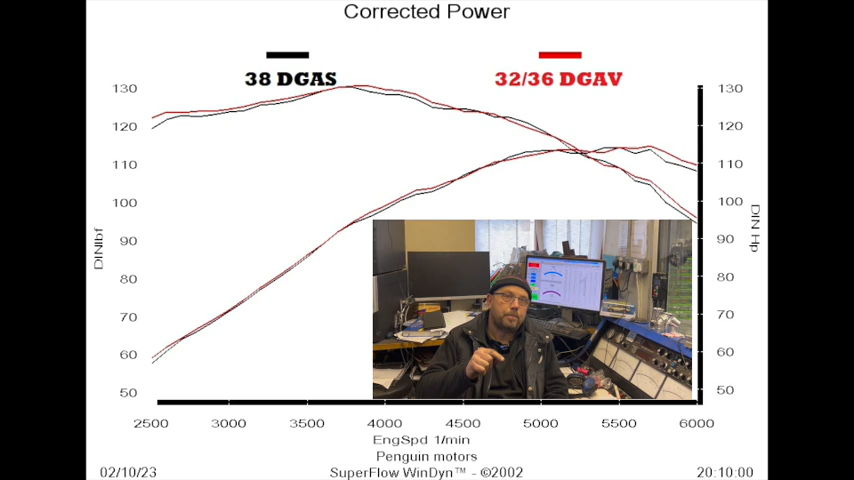 Corrected Power
38 DGAS
32/36 DGAV
130 130
120 120
110 110
100 100
90 90
80 80
70 70
60 60
50 50
DINlbf
DIN Hp
2500 3000 3500 4000 4500 5000 5500 6000
EngSpd 1/min
Penguin motors
02/10/23 SuperFlow WinDyn™ - ©2002 20:10:00